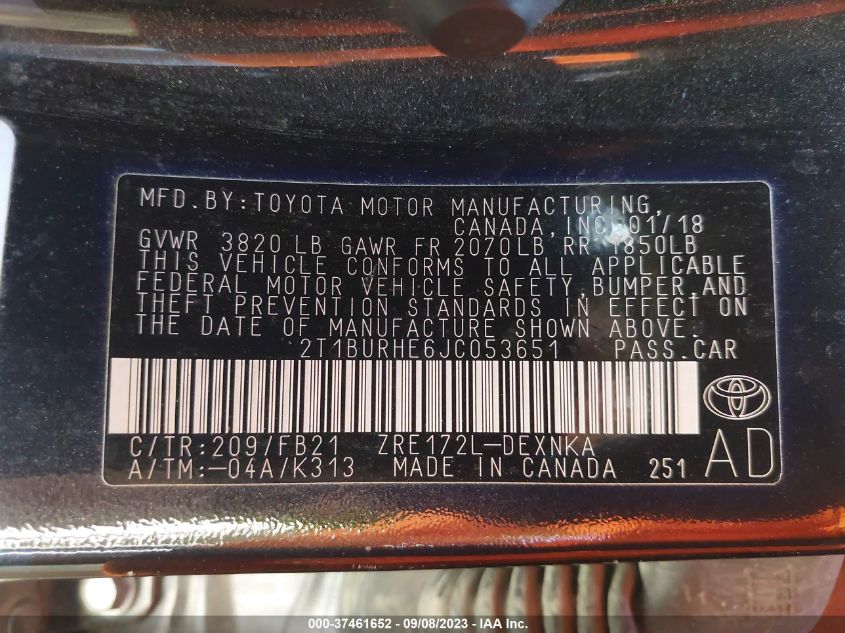 MFD.BY:TOYOTA MOTOR MANUFACTURING,
CANADA,INC. 01/18
GVWR 3820 LB GAWR FR 2070LB, RR 1850LB
THIS VEHICLE CONFORMS TO ALL APPLICABLE
FEDERAL MOTOR VEHICLE SAFETY,BUMPER,AND
THEFT PREVENTION STANDARDS IN EFFECT ON
THE DATE OF MANUFACTURE SHOWN ABOVE.
2T1BURHE6JC053651 PASS.CAR
C/TR:209/FB21 ZRE172L-DEXNKA
A/TM:-04A/K313 MADE IN CANADA 251 AD
000-37461652 - 09/08/2023 - IAA Inc.